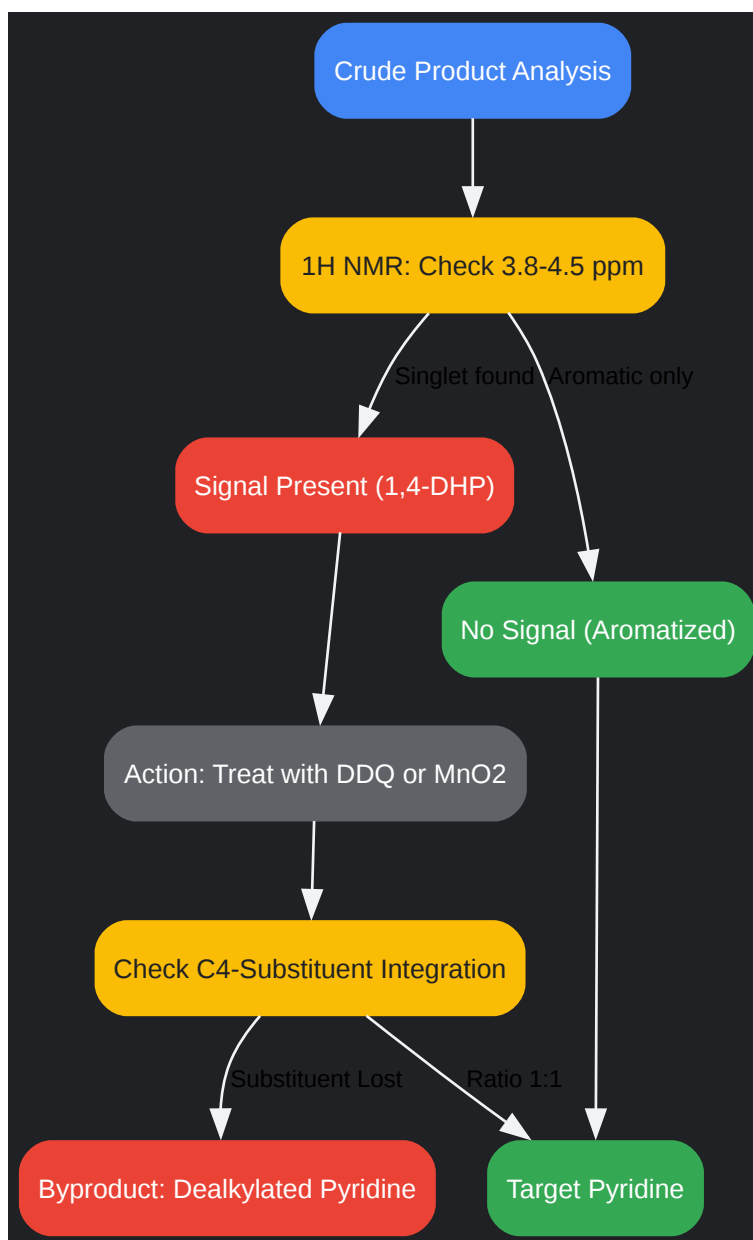 Crude Product Analysis
1H NMR: Check 3.8-4.5 ppm
Singlet found
Aromatic only
Signal Present (1,4-DHP)
No Signal (Aromatized)
Action: Treat with DDQ or MnO2
Check C4-Substituent Integration
Substituent Lost
Ratio 1:1
Byproduct: Dealkylated Pyridine
Target Pyridine